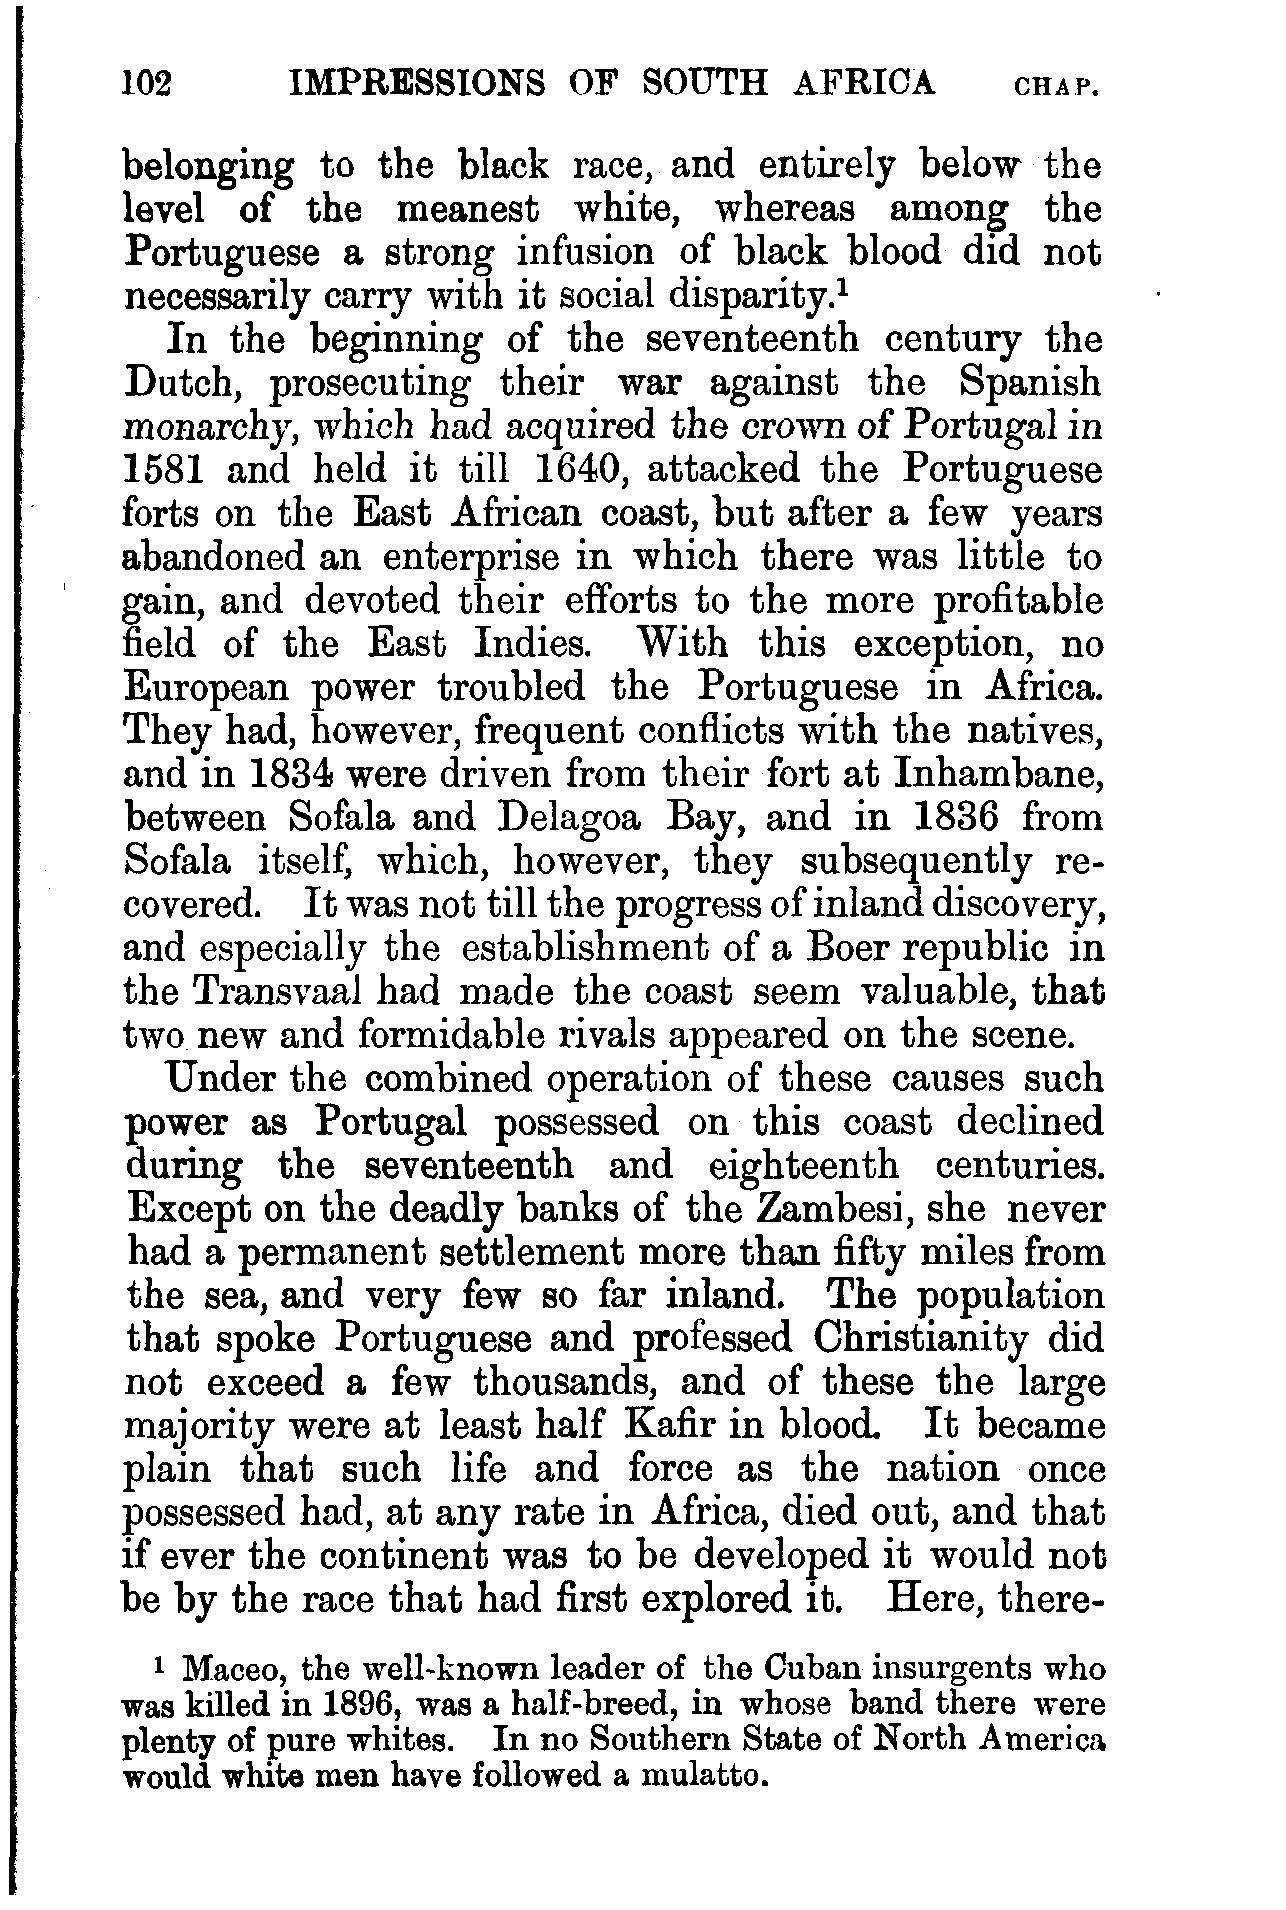 102 IMPRESSIONS OF SOUTH AFRICA CHAP.
belonging to the black race, and entirely below the
level of the meanest white, whereas among the
Portuguese a strong infusion of black blood did not
necessarily carry with it social disparity.¹
In the beginning of the seventeenth century the
Dutch, prosecuting their war against the Spanish
monarchy, which had acquired the crown of Portugal in
1581 and held it till 1640, attacked the Portuguese
forts on the East African coast, but after a few years
abandoned an enterprise in which there was little to
gain, and devoted their efforts to the more profitable
field of the East Indies. With this exception, no
European power troubled the Portuguese in Africa.
They had, however, frequent conflicts with the natives,
and in 1834 were driven from their fort at Inhambane,
between Sofala and Delagoa Bay, and in 1836 from
Sofala itself, which, however, they subsequently re-
covered. It was not till the progress of inland discovery,
and especially the establishment of a Boer republic in
the Transvaal had made the coast seem valuable, that
two new and formidable rivals appeared on the scene.
Under the combined operation of these causes such
power as Portugal possessed on this coast declined
during the seventeenth and eighteenth centuries.
Except on the deadly banks of the Zambesi, she never
had a permanent settlement more than fifty miles from
the sea, and very few so far inland. The population
that spoke Portuguese and professed Christianity did
not exceed a few thousands, and of these the large
majority were at least half Kafir in blood. It became
plain that such life and force as the nation once
possessed had, at any rate in Africa, died out, and that
if ever the continent was to be developed it would not
be by the race that had first explored it. Here, there-
¹ Maceo, the well-known leader of the Cuban insurgents who
was killed in 1896, was a half-breed, in whose band there were
plenty of pure whites. In no Southern State of North America
would white men have followed a mulatto.